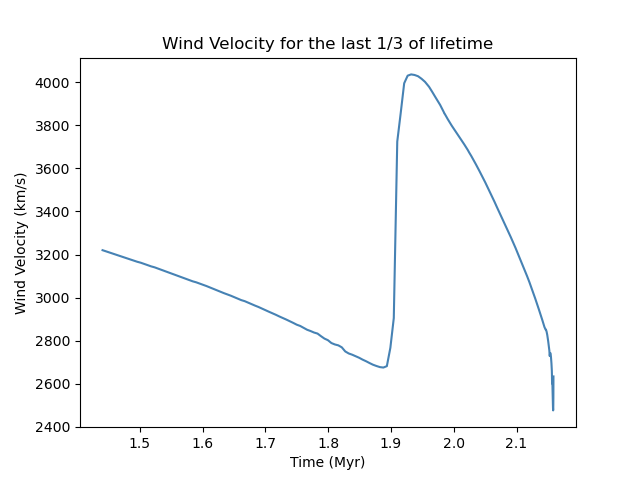 Wind Velocity for the last 1/3 of lifetime
Wind Velocity (km/s)
4000
3800
3600
3400
3200
3000
2800
2600
2400
1.5 1.6 1.7 1.8 1.9 2.0 2.1
Time (Myr)